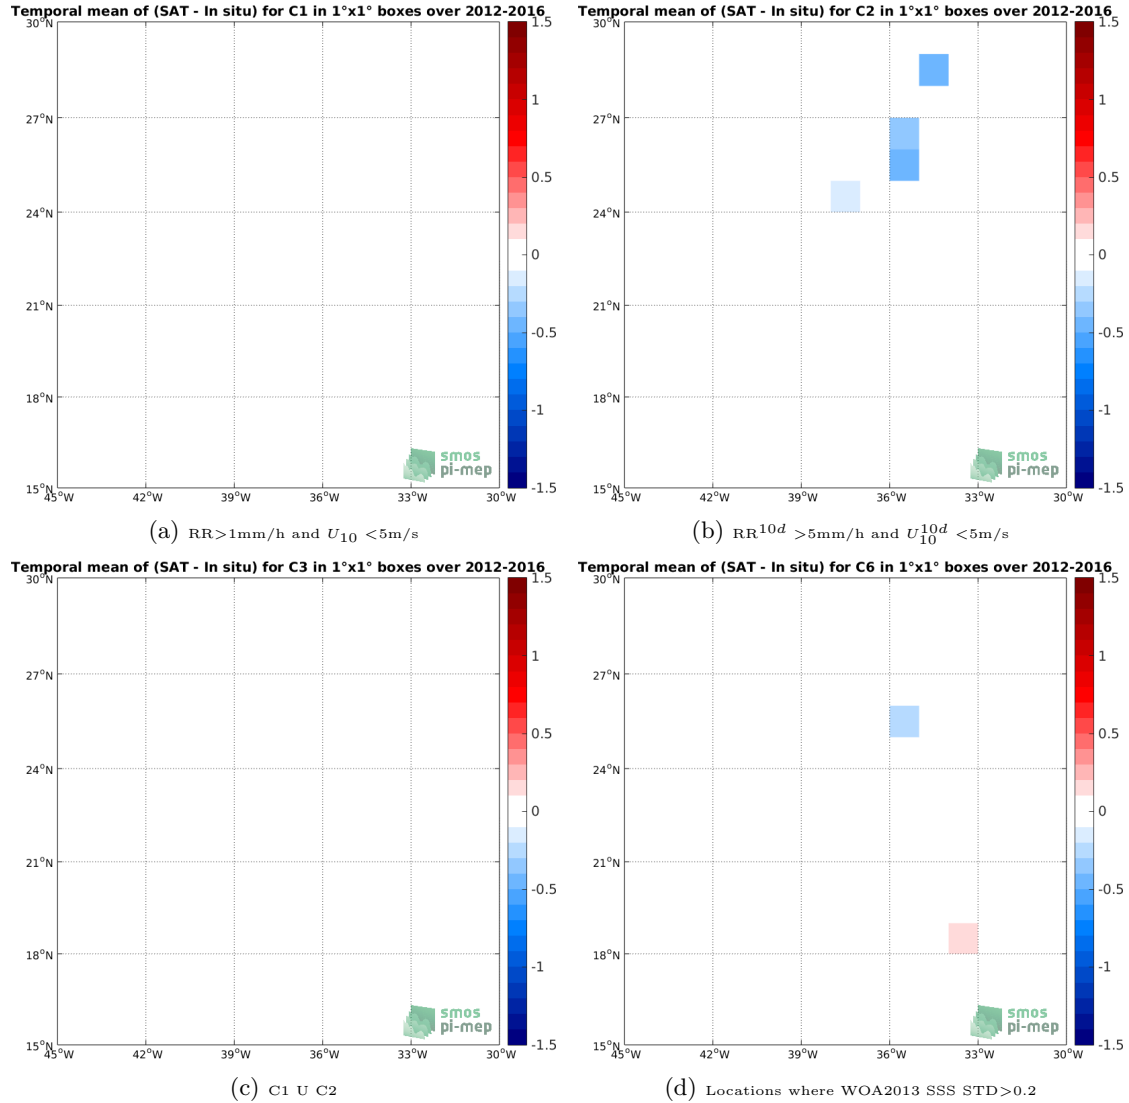 Temporal mean of (SAT - In situ) for C1 in 1°x1° boxes over 2012-2016
30°N
27°N
24°N
21°N
18°N
15°N
45°W 42°W 39°W 36°W 33°W 30°W
1.5
1
0.5
0
-0.5
-1
-1.5
smos
pi-mep
(a) RR>1mm/h and U10 <5m/s
Temporal mean of (SAT - In situ) for C2 in 1°x1° boxes over 2012-2016
30°N
27°N
24°N
21°N
18°N
15°N
45°W 42°W 39°W 36°W 33°W 30°W
1.5
1
0.5
0
-0.5
-1
-1.5
smos
pi-mep
(b) RR^10d >5mm/h and U10^10d <5m/s
Temporal mean of (SAT - In situ) for C3 in 1°x1° boxes over 2012-2016
30°N
27°N
24°N
21°N
18°N
15°N
45°W 42°W 39°W 36°W 33°W 30°W
1.5
1
0.5
0
-0.5
-1
-1.5
smos
pi-mep
(c) C1 U C2
Temporal mean of (SAT - In situ) for C6 in 1°x1° boxes over 2012-2016
30°N
27°N
24°N
21°N
18°N
15°N
45°W 42°W 39°W 36°W 33°W 30°W
1.5
1
0.5
0
-0.5
-1
-1.5
smos
pi-mep
(d) Locations where WOA2013 SSS STD>0.2